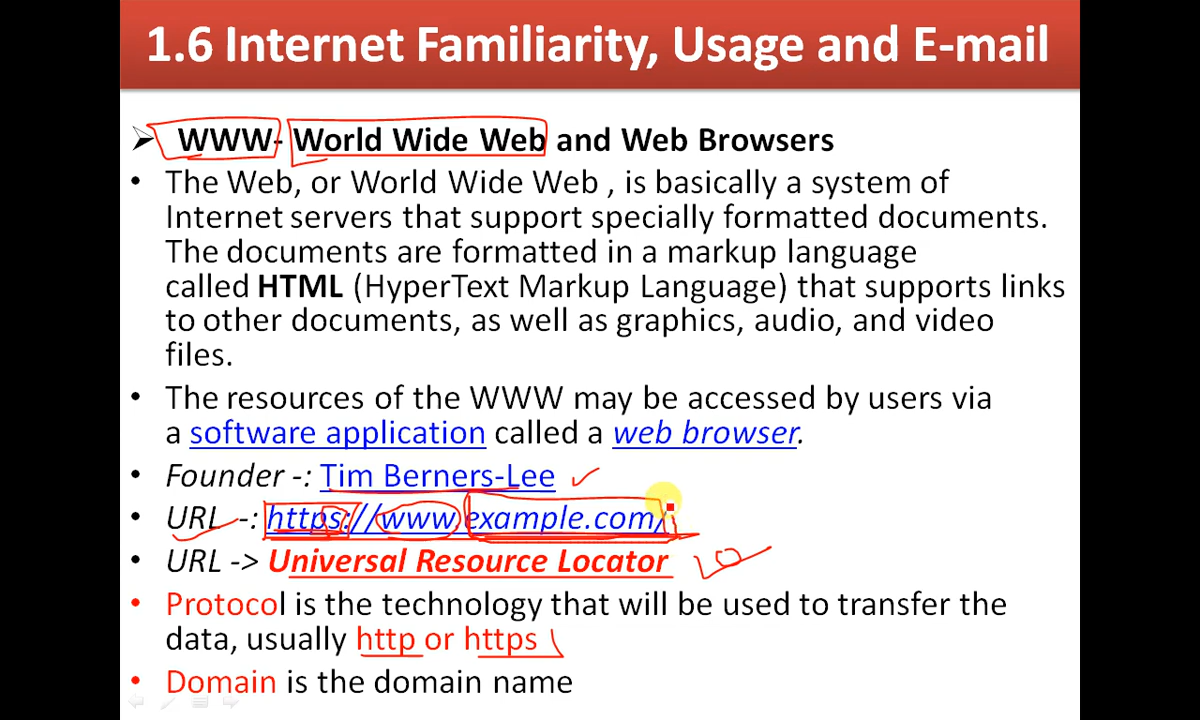 1.6 Internet Familiarity, Usage and E-mail
➢ WWW- World Wide Web and Web Browsers
• The Web, or World Wide Web , is basically a system of
Internet servers that support specially formatted documents.
The documents are formatted in a markup language
called HTML (HyperText Markup Language) that supports links
to other documents, as well as graphics, audio, and video
files.
• The resources of the WWW may be accessed by users via
a software application called a web browser.
• Founder -: Tim Berners-Lee
• URL -: https://www.example.com/
• URL -> Universal Resource Locator
• Protocol is the technology that will be used to transfer the
data, usually http or https
• Domain is the domain name